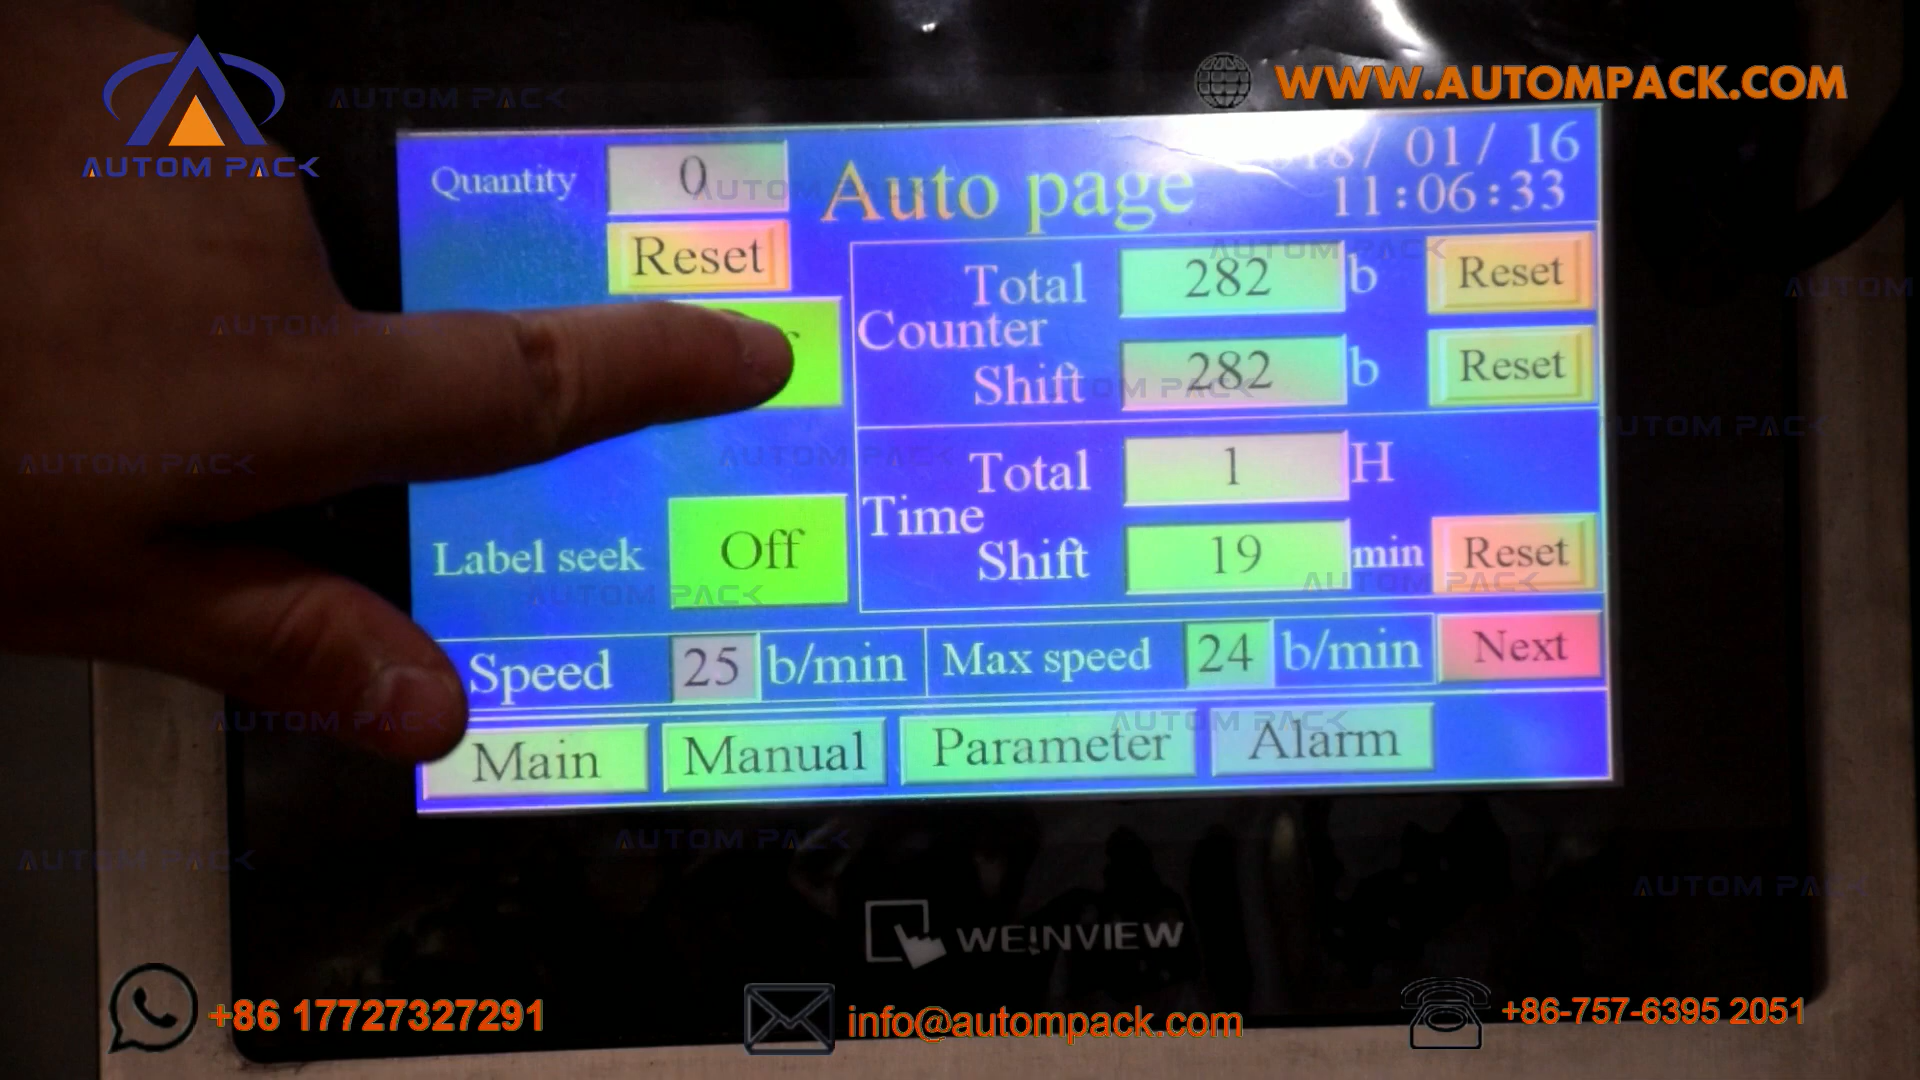 AUTOM PACK
WWW.AUTOMPACK.COM
Quantity 0
Reset
Auto page
/ 01/ 16
11:06:33
Total 282 b Reset
Counter
Shift 282 b Reset
Total 1 H
Time
Shift 19 min Reset
Label seek Off
Speed 25 b/min Max speed 24 b/min Next
Main Manual Parameter Alarm
WEINVIEW
+86 17727327291
info@autompack.com
+86-757-6395 2051